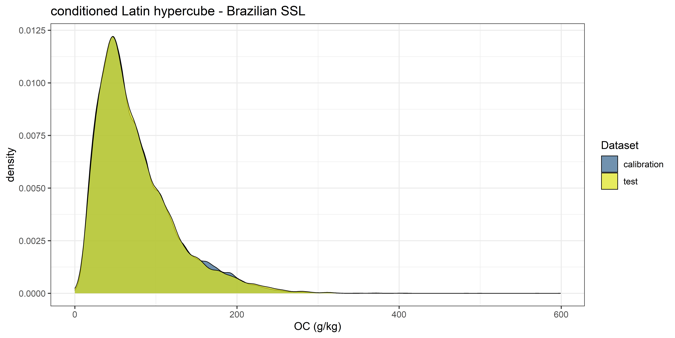 conditioned Latin hypercube - Brazilian SSL
0.0125
0.0100
0.0075
0.0050
0.0025
0.0000
density
0 200 400 600
OC (g/kg)
Dataset
calibration
test